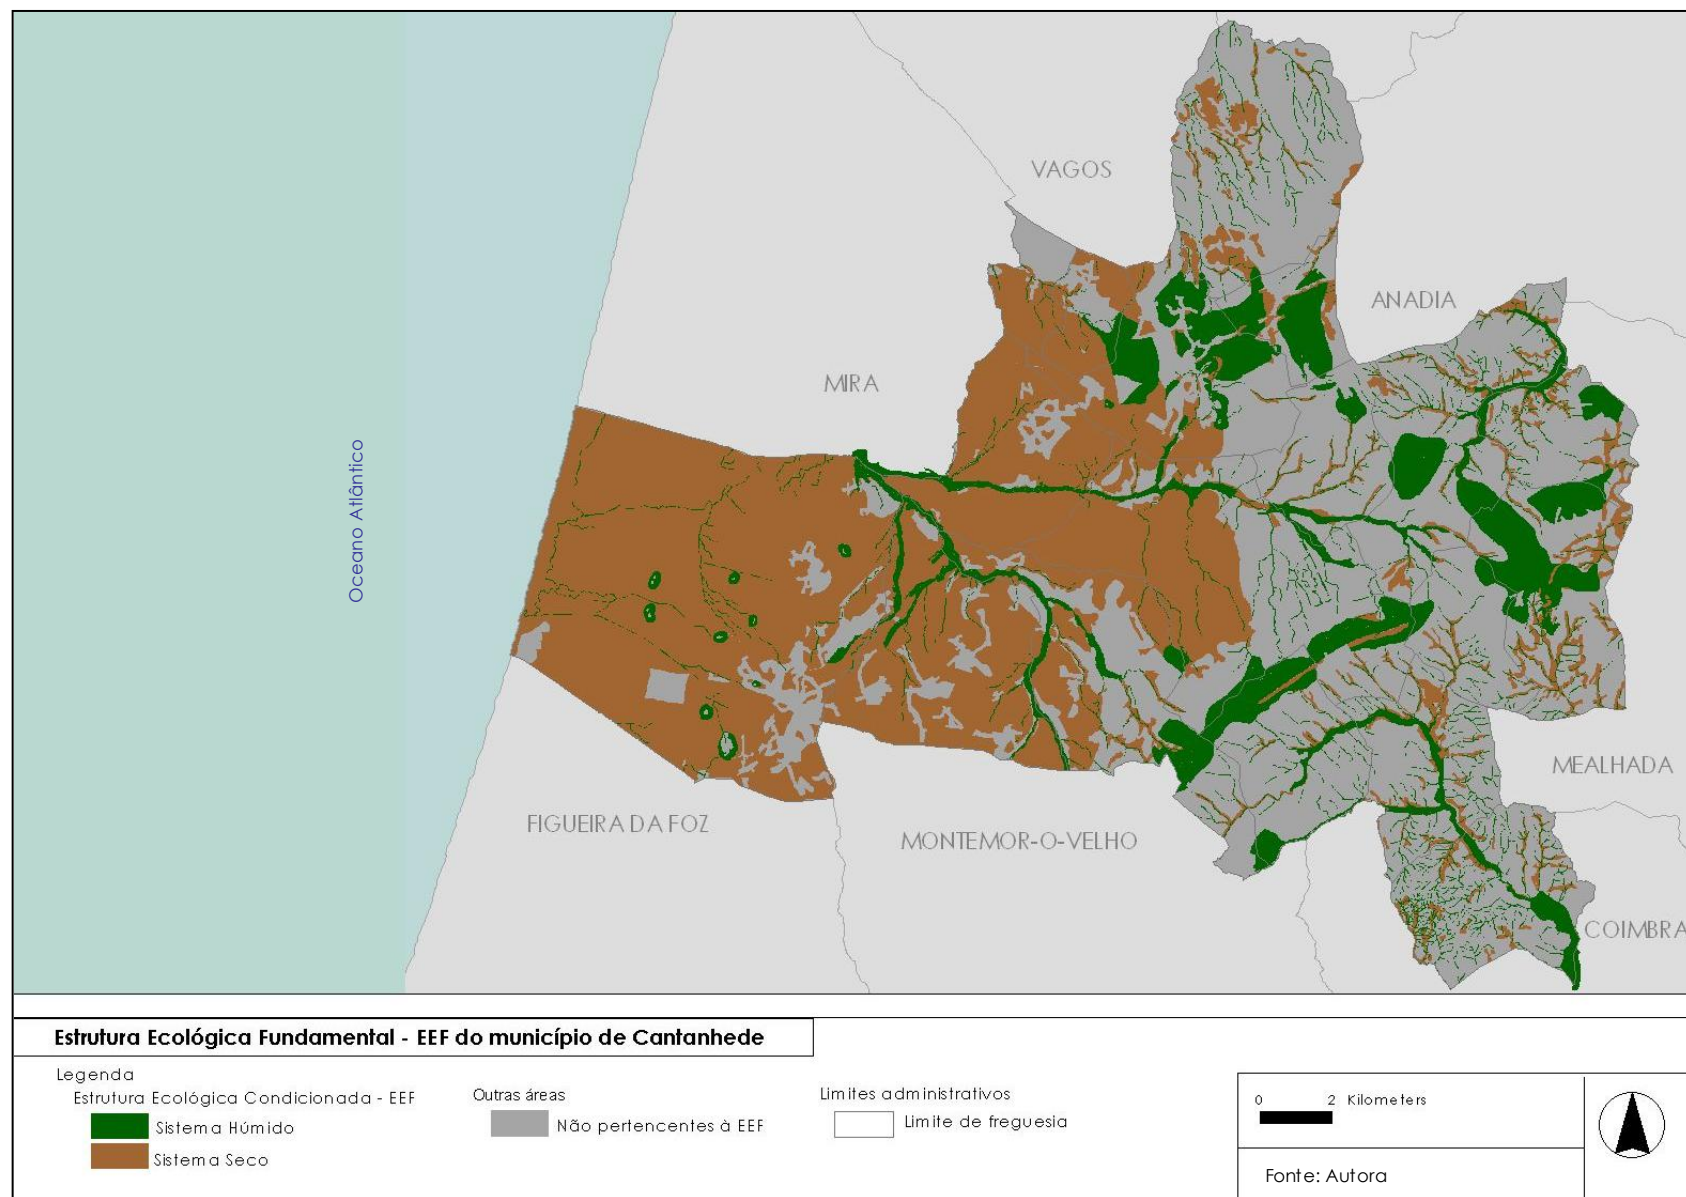 VAGOS
ANADIA
MIRA
Oceano Atlântico
MEALHADA
FIGUEIRA DA FOZ
MONTEMOR-O-VELHO
COIMBRA
Estrutura Ecológica Fundamental - EEF do município de Cantanhede
Legenda
Estrutura Ecológica Condicionada - EEF
Sistema Húmido
Sistema Seco
Outras áreas
Não pertencentes à EEF
Limites administrativos
Limite de freguesia
0 2 Kilometers
Fonte: Autora